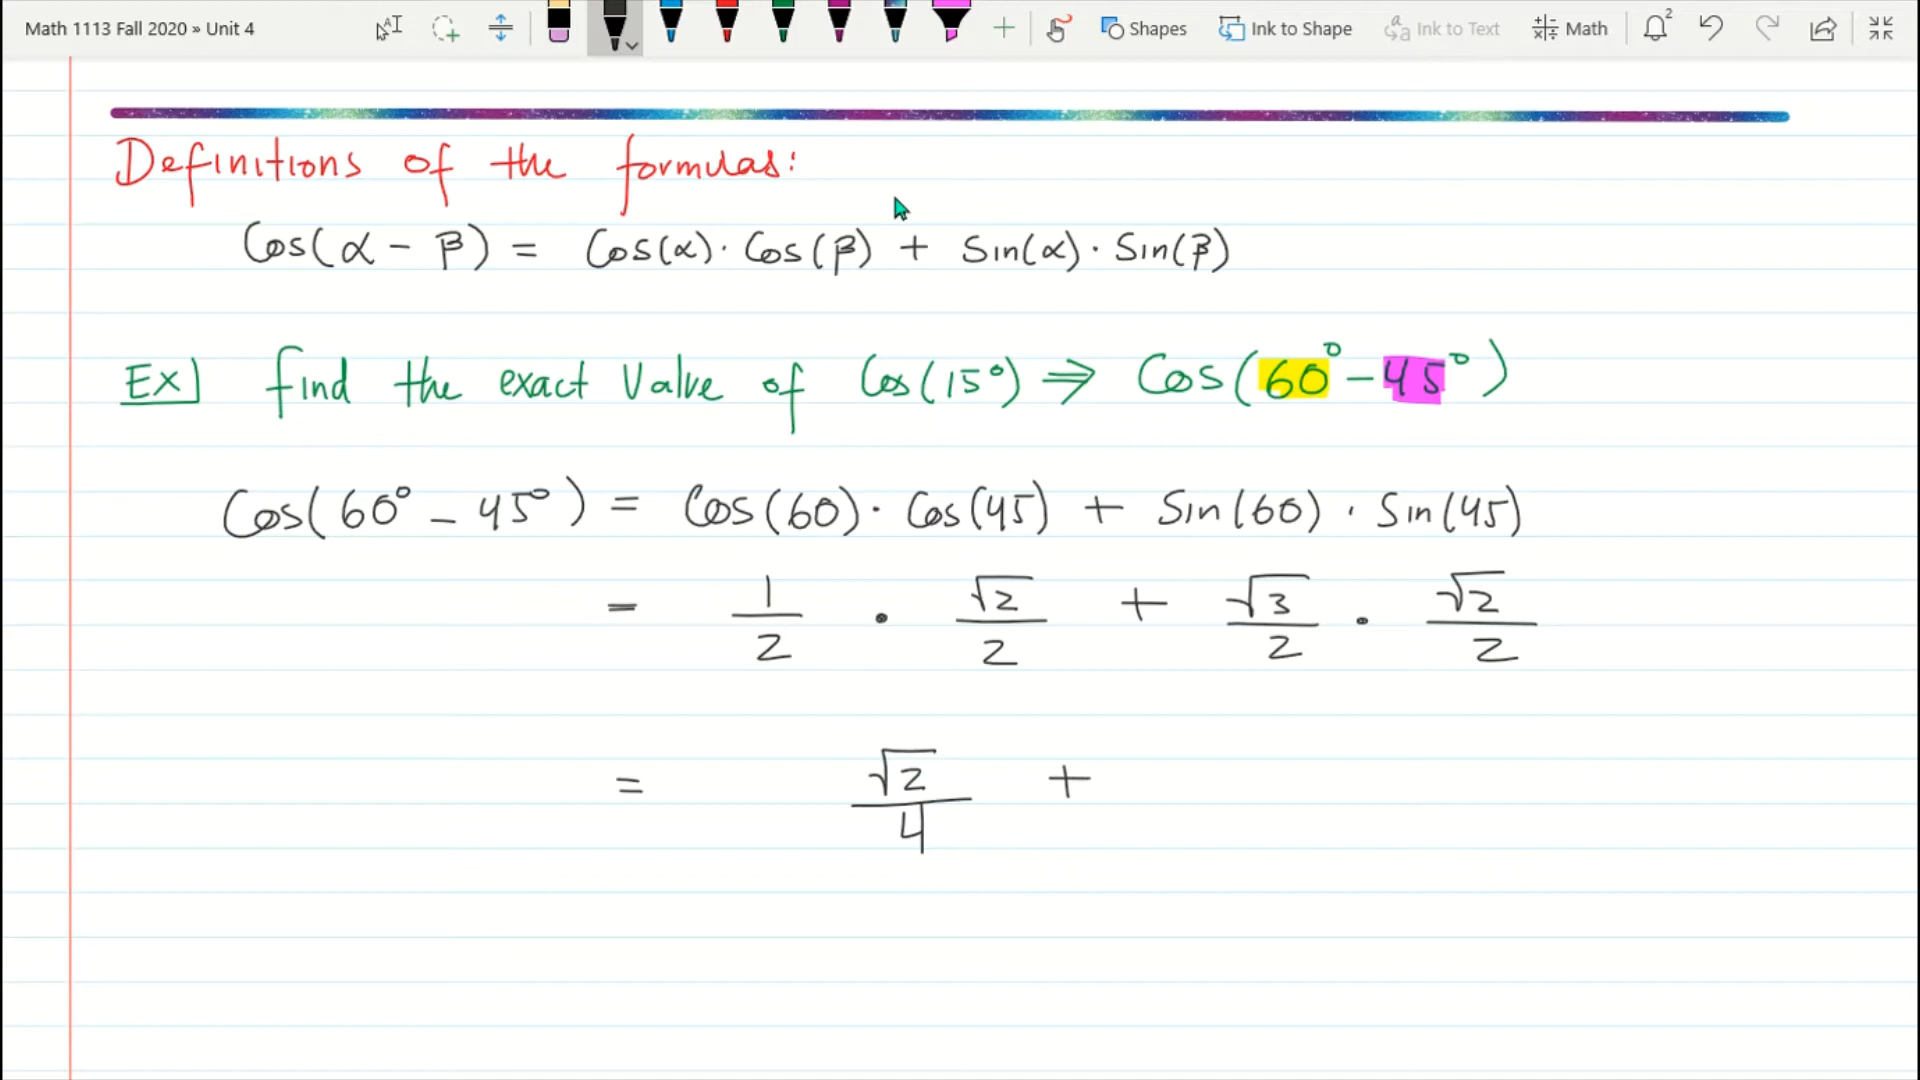 Math 1113 Fall 2020 » Unit 4 Shapes Ink to Shape Ink to Text Math 2
Definitions of the formulas:
Cos(α - β) = Cos(α) · Cos(β) + Sin(α) · Sin(β)
Ex) find the exact Value of Cos(15°) ⇒ Cos(60° - 45°)
Cos(60° - 45°) = Cos(60) · Cos(45) + Sin(60) · Sin(45)
= 1/2 · √2/2 + √3/2 · √2/2
= √2/4 +